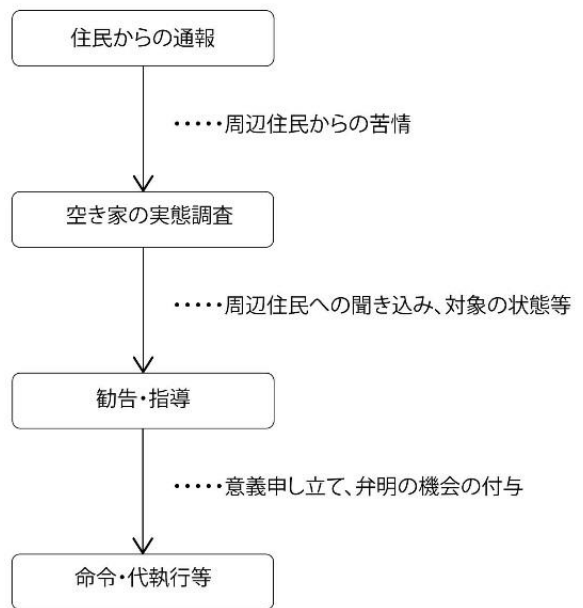 住民からの通報
・・・・・周辺住民からの苦情
空き家の実態調査
・・・・・周辺住民への聞き込み、対象の状態等
勧告・指導
・・・・・意義申し立て、弁明の機会の付与
命令・代執行等